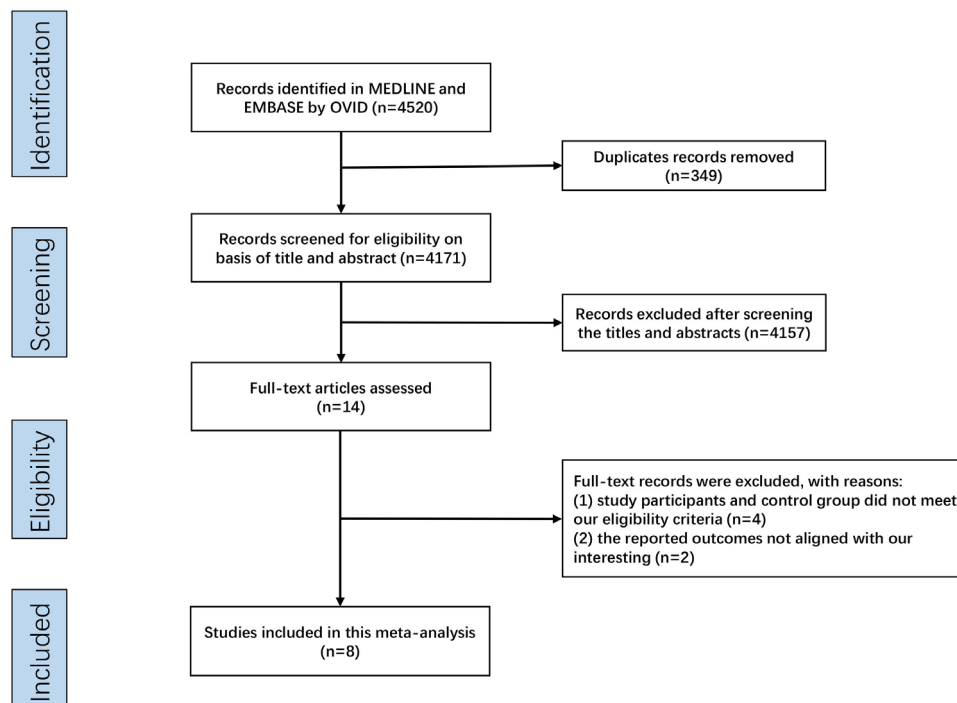 Identification
Records identified in MEDLINE and
EMBASE by OVID (n=4520)
Duplicates records removed
(n=349)
Screening
Records screened for eligibility on
basis of title and abstract (n=4171)
Records excluded after screening
the titles and abstracts (n=4157)
Full-text articles assessed
(n=14)
Eligibility
Full-text records were excluded, with reasons:
(1) study participants and control group did not meet
our eligibility criteria (n=4)
(2) the reported outcomes not aligned with our
interesting (n=2)
Included
Studies included in this meta-analysis
(n=8)